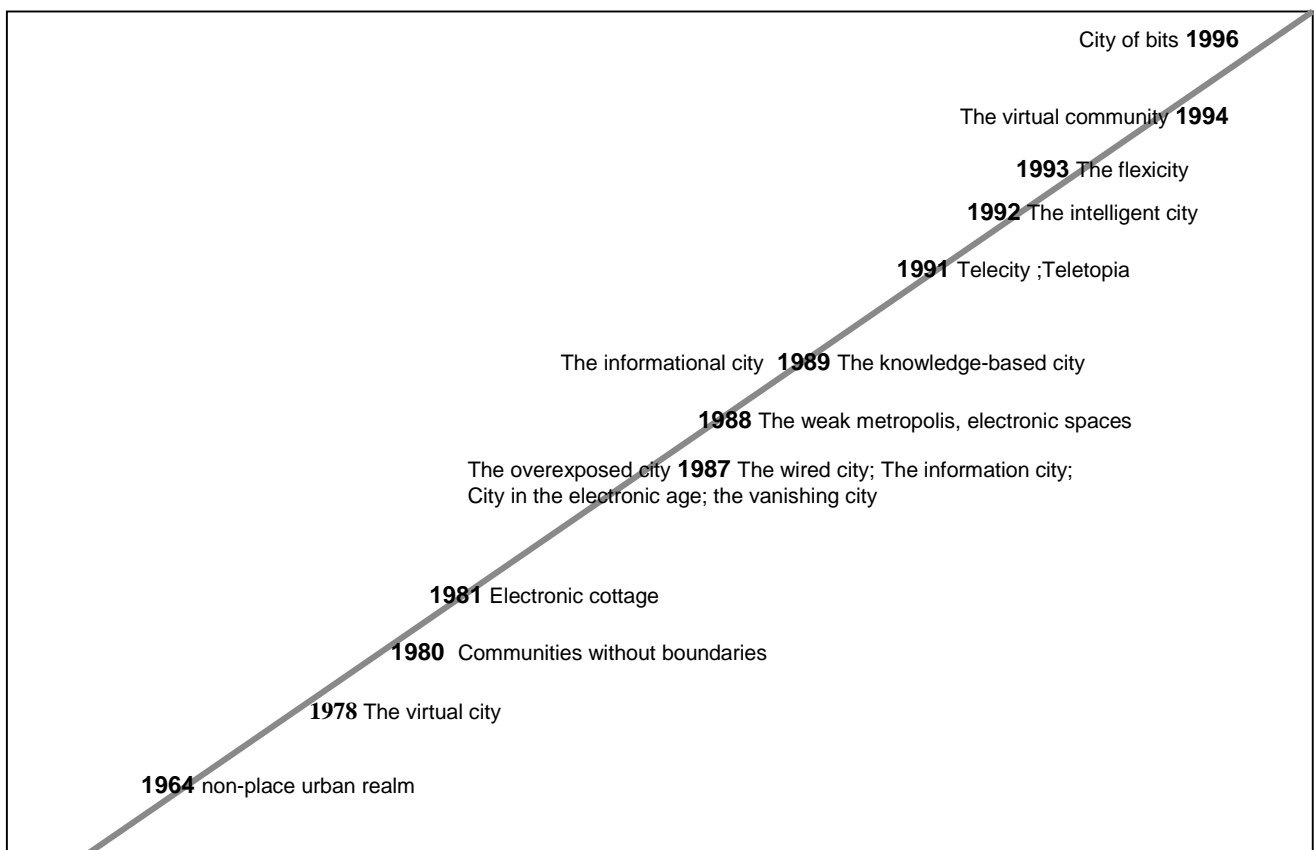 City of bits 1996
The virtual community 1994
1993 The flexicity
1992 The intelligent city
1991 Telecity ;Teletopia
The informational city 1989 The knowledge-based city
1988 The weak metropolis, electronic spaces
The overexposed city 1987 The wired city; The information city;
City in the electronic age; the vanishing city
1981 Electronic cottage
1980 Communities without boundaries
1978 The virtual city
1964 non-place urban realm